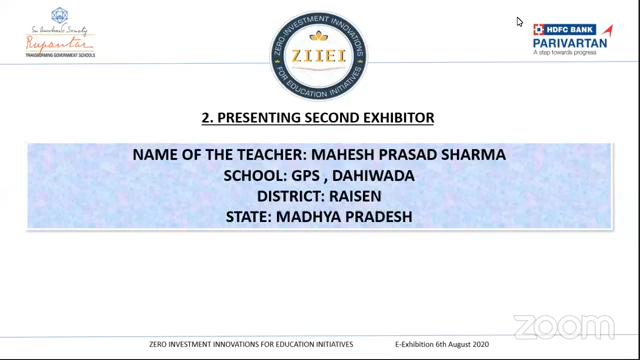 Sri Aurobindo Society
Rupantar
TRANSFORMING GOVERNMENT SCHOOLS
ZERO INVESTMENT INNOVATIONS
ZIIEI
FOR EDUCATION INITIATIVES
HDFC BANK
PARIVARTAN
A step towards progress
2. PRESENTING SECOND EXHIBITOR
NAME OF THE TEACHER: MAHESH PRASAD SHARMA
SCHOOL: GPS , DAHIWADA
DISTRICT: RAISEN
STATE: MADHYA PRADESH
zoom
ZERO INVESTMENT INNOVATIONS FOR EDUCATION INITIATIVES
E-Exhibition 6th August 2020